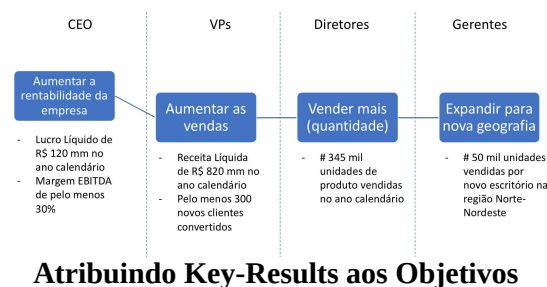 CEO
VPs
Diretores
Gerentes
Aumentar a
rentabilidade da
empresa
- Lucro Líquido de
R$ 120 mm no
ano calendário
- Margem EBITDA
de pelo menos
30%
Aumentar as
vendas
- Receita Líquida
de R$ 820 mm no
ano calendário
- Pelo menos 300
novos clientes
convertidos
Vender mais
(quantidade)
- # 345 mil
unidades de
produto vendidas
no ano calendário
Expandir para
nova geografia
- # 50 mil unidades
vendidas por
novo escritório na
região Norte-
Nordeste
Atribuindo Key-Results aos Objetivos